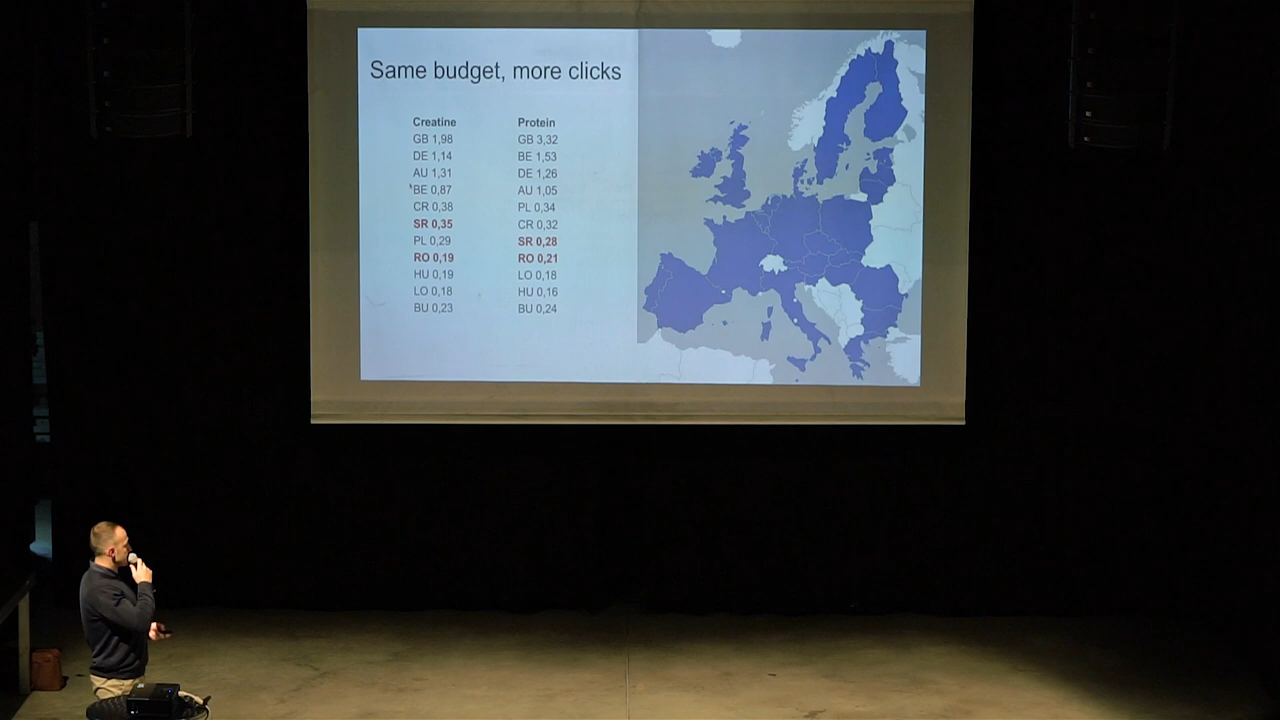 Same budget, more clicks
Creatine
GB 1,98
DE 1,14
AU 1,31
BE 0,87
CR 0,38
SR 0,35
PL 0,29
RO 0,19
HU 0,19
LO 0,18
BU 0,23
Protein
GB 3,32
BE 1,53
DE 1,26
AU 1,05
PL 0,34
CR 0,32
SR 0,28
RO 0,21
LO 0,18
HU 0,16
BU 0,24